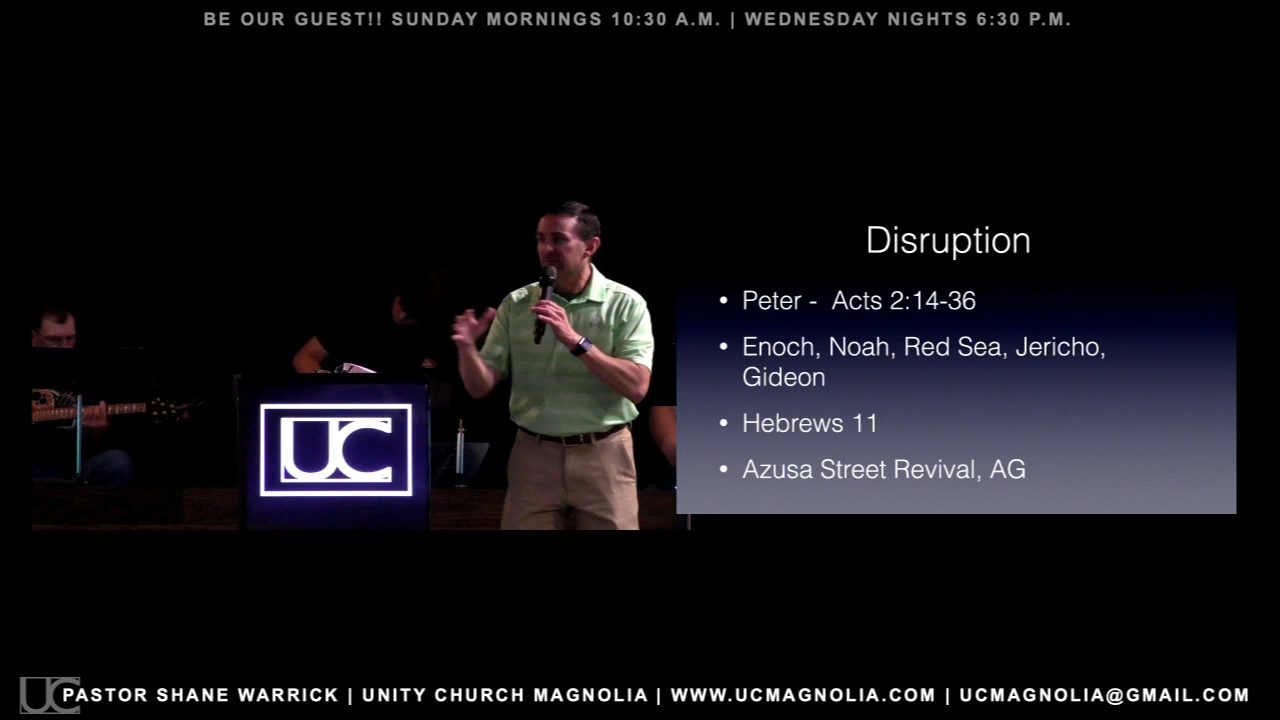 BE OUR GUEST!! SUNDAY MORNINGS 10:30 A.M. | WEDNESDAY NIGHTS 6:30 P.M.
Disruption
• Peter - Acts 2:14-36
• Enoch, Noah, Red Sea, Jericho,
Gideon
• Hebrews 11
• Azusa Street Revival, AG
UC
UC
PASTOR SHANE WARRICK | UNITY CHURCH MAGNOLIA | WWW.UCMAGNOLIA.COM | UCMAGNOLIA@GMAIL.COM